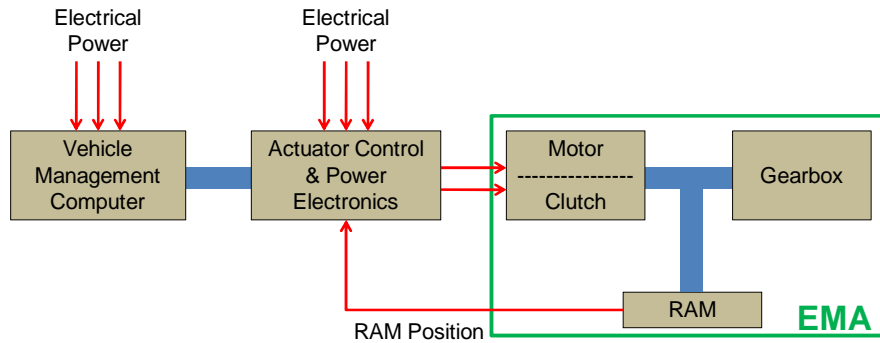 Electrical
Power
Electrical
Power
Vehicle
Management
Computer
Actuator Control
& Power
Electronics
Motor
----------------
Clutch
Gearbox
RAM
EMA
RAM Position